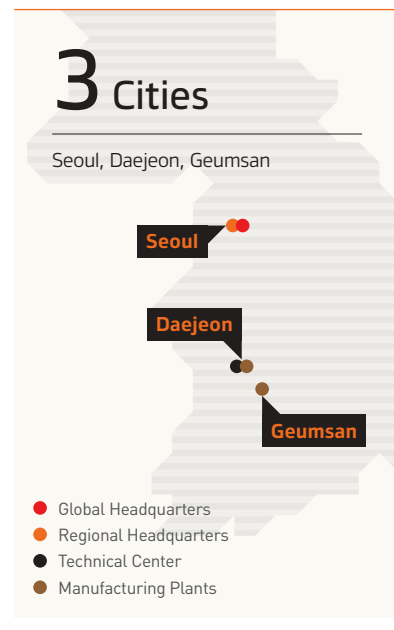 3 Cities
Seoul, Daejeon, Geumsan
Seoul
Daejeon
Geumsan
Global Headquarters
Regional Headquarters
Technical Center
Manufacturing Plants